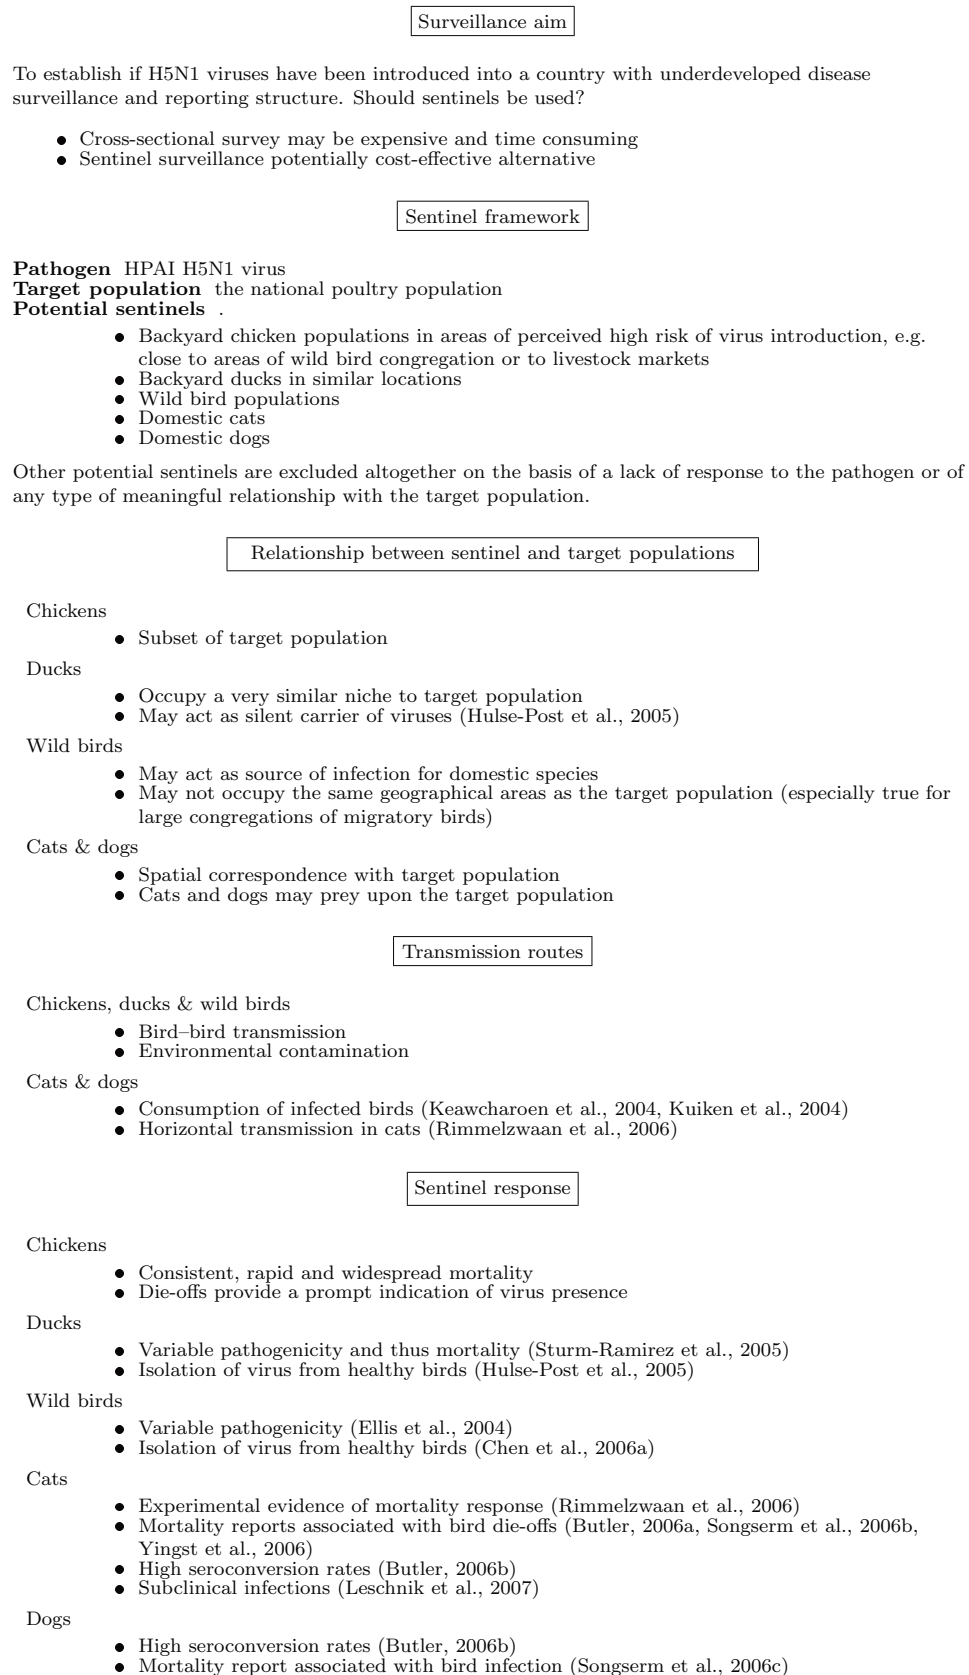 Surveillance aim
To establish if H5N1 viruses have been introduced into a country with underdeveloped disease
surveillance and reporting structure. Should sentinels be used?
• Cross-sectional survey may be expensive and time consuming
• Sentinel surveillance potentially cost-effective alternative
Sentinel framework
Pathogen HPAI H5N1 virus
Target population the national poultry population
Potential sentinels .
• Backyard chicken populations in areas of perceived high risk of virus introduction, e.g.
close to areas of wild bird congregation or to livestock markets
• Backyard ducks in similar locations
• Wild bird populations
• Domestic cats
• Domestic dogs
Other potential sentinels are excluded altogether on the basis of a lack of response to the pathogen or of
any type of meaningful relationship with the target population.
Relationship between sentinel and target populations
Chickens
• Subset of target population
Ducks
• Occupy a very similar niche to target population
• May act as silent carrier of viruses (Hulse-Post et al., 2005)
Wild birds
• May act as source of infection for domestic species
• May not occupy the same geographical areas as the target population (especially true for
large congregations of migratory birds)
Cats & dogs
• Spatial correspondence with target population
• Cats and dogs may prey upon the target population
Transmission routes
Chickens, ducks & wild birds
• Bird–bird transmission
• Environmental contamination
Cats & dogs
• Consumption of infected birds (Keawcharoen et al., 2004, Kuiken et al., 2004)
• Horizontal transmission in cats (Rimmelzwaan et al., 2006)
Sentinel response
Chickens
• Consistent, rapid and widespread mortality
• Die-offs provide a prompt indication of virus presence
Ducks
• Variable pathogenicity and thus mortality (Sturm-Ramirez et al., 2005)
• Isolation of virus from healthy birds (Hulse-Post et al., 2005)
Wild birds
• Variable pathogenicity (Ellis et al., 2004)
• Isolation of virus from healthy birds (Chen et al., 2006a)
Cats
• Experimental evidence of mortality response (Rimmelzwaan et al., 2006)
• Mortality reports associated with bird die-offs (Butler, 2006a, Songserm et al., 2006b,
Yingst et al., 2006)
• High seroconversion rates (Butler, 2006b)
• Subclinical infections (Leschnik et al., 2007)
Dogs
• High seroconversion rates (Butler, 2006b)
• Mortality report associated with bird infection (Songserm et al., 2006c)